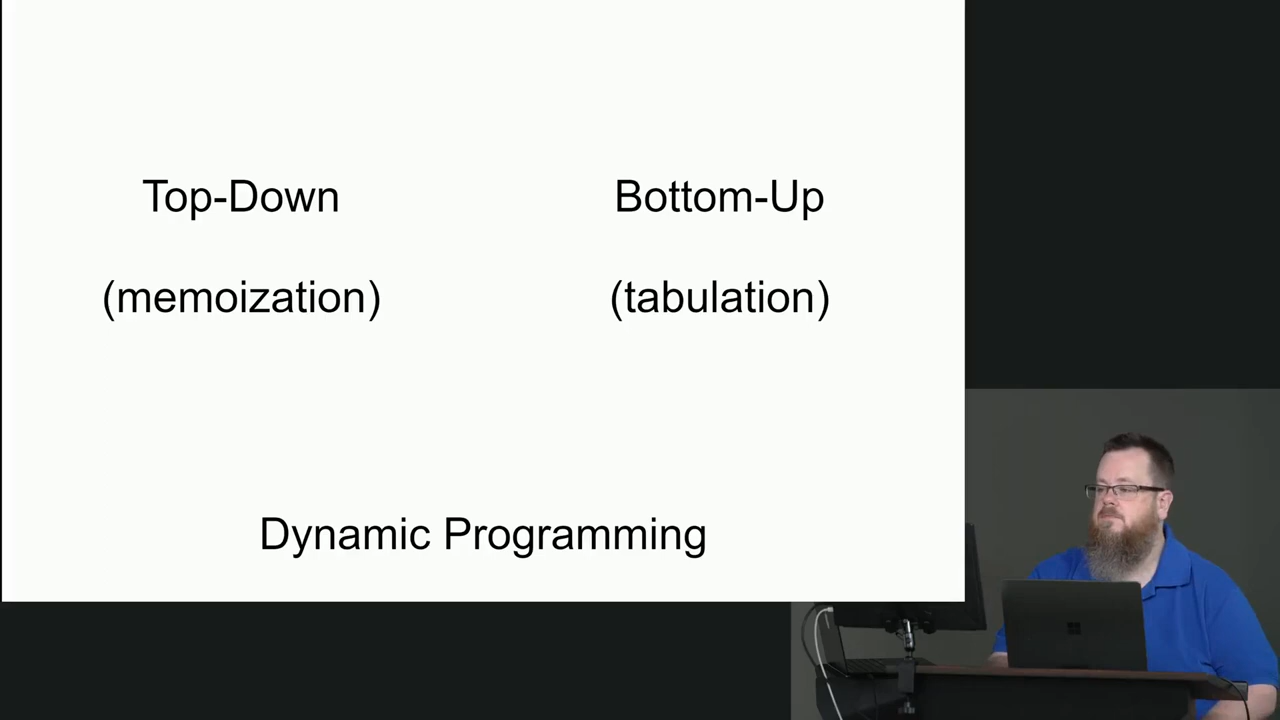 Top-Down
Bottom-Up
(memoization)
(tabulation)
Dynamic Programming